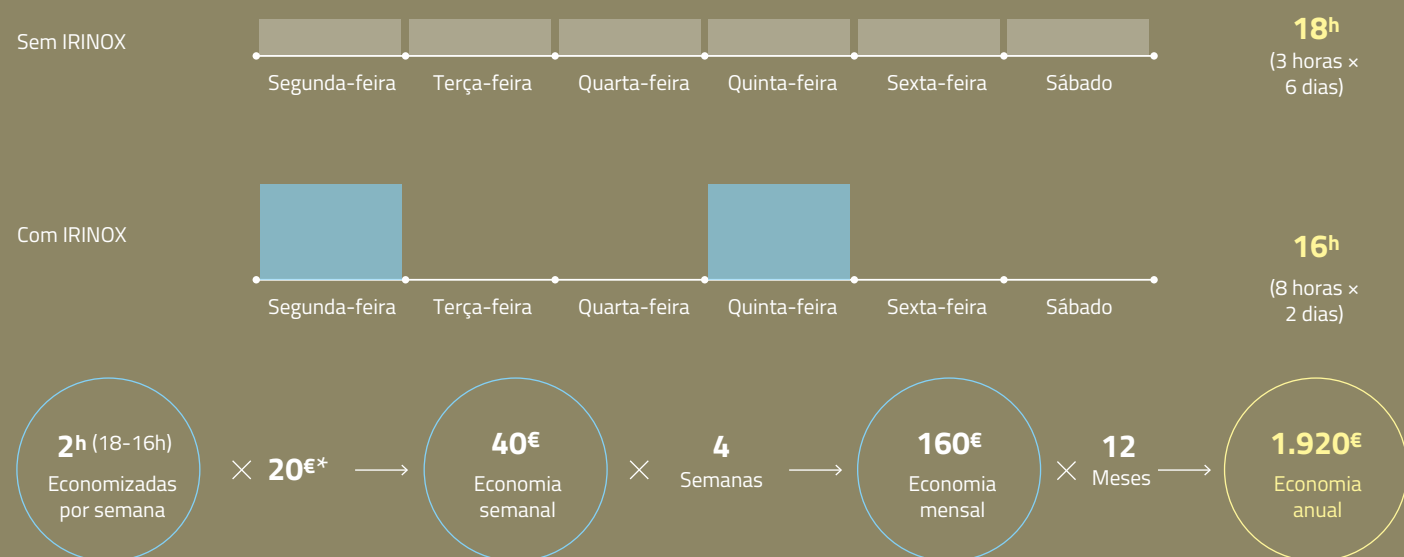 Sem IRINOX
Segunda-feira Terça-feira Quarta-feira Quinta-feira Sexta-feira Sábado
18h
(3 horas ×
6 dias)
Com IRINOX
Segunda-feira Terça-feira Quarta-feira Quinta-feira Sexta-feira Sábado
16h
(8 horas ×
2 dias)
2h (18-16h)
Economizadas
por semana
× 20€* →
40€
Economia
semanal
×
4
Semanas
→
160€
Economia
mensal
×
12
Meses
→
1.920€
Economia
anual